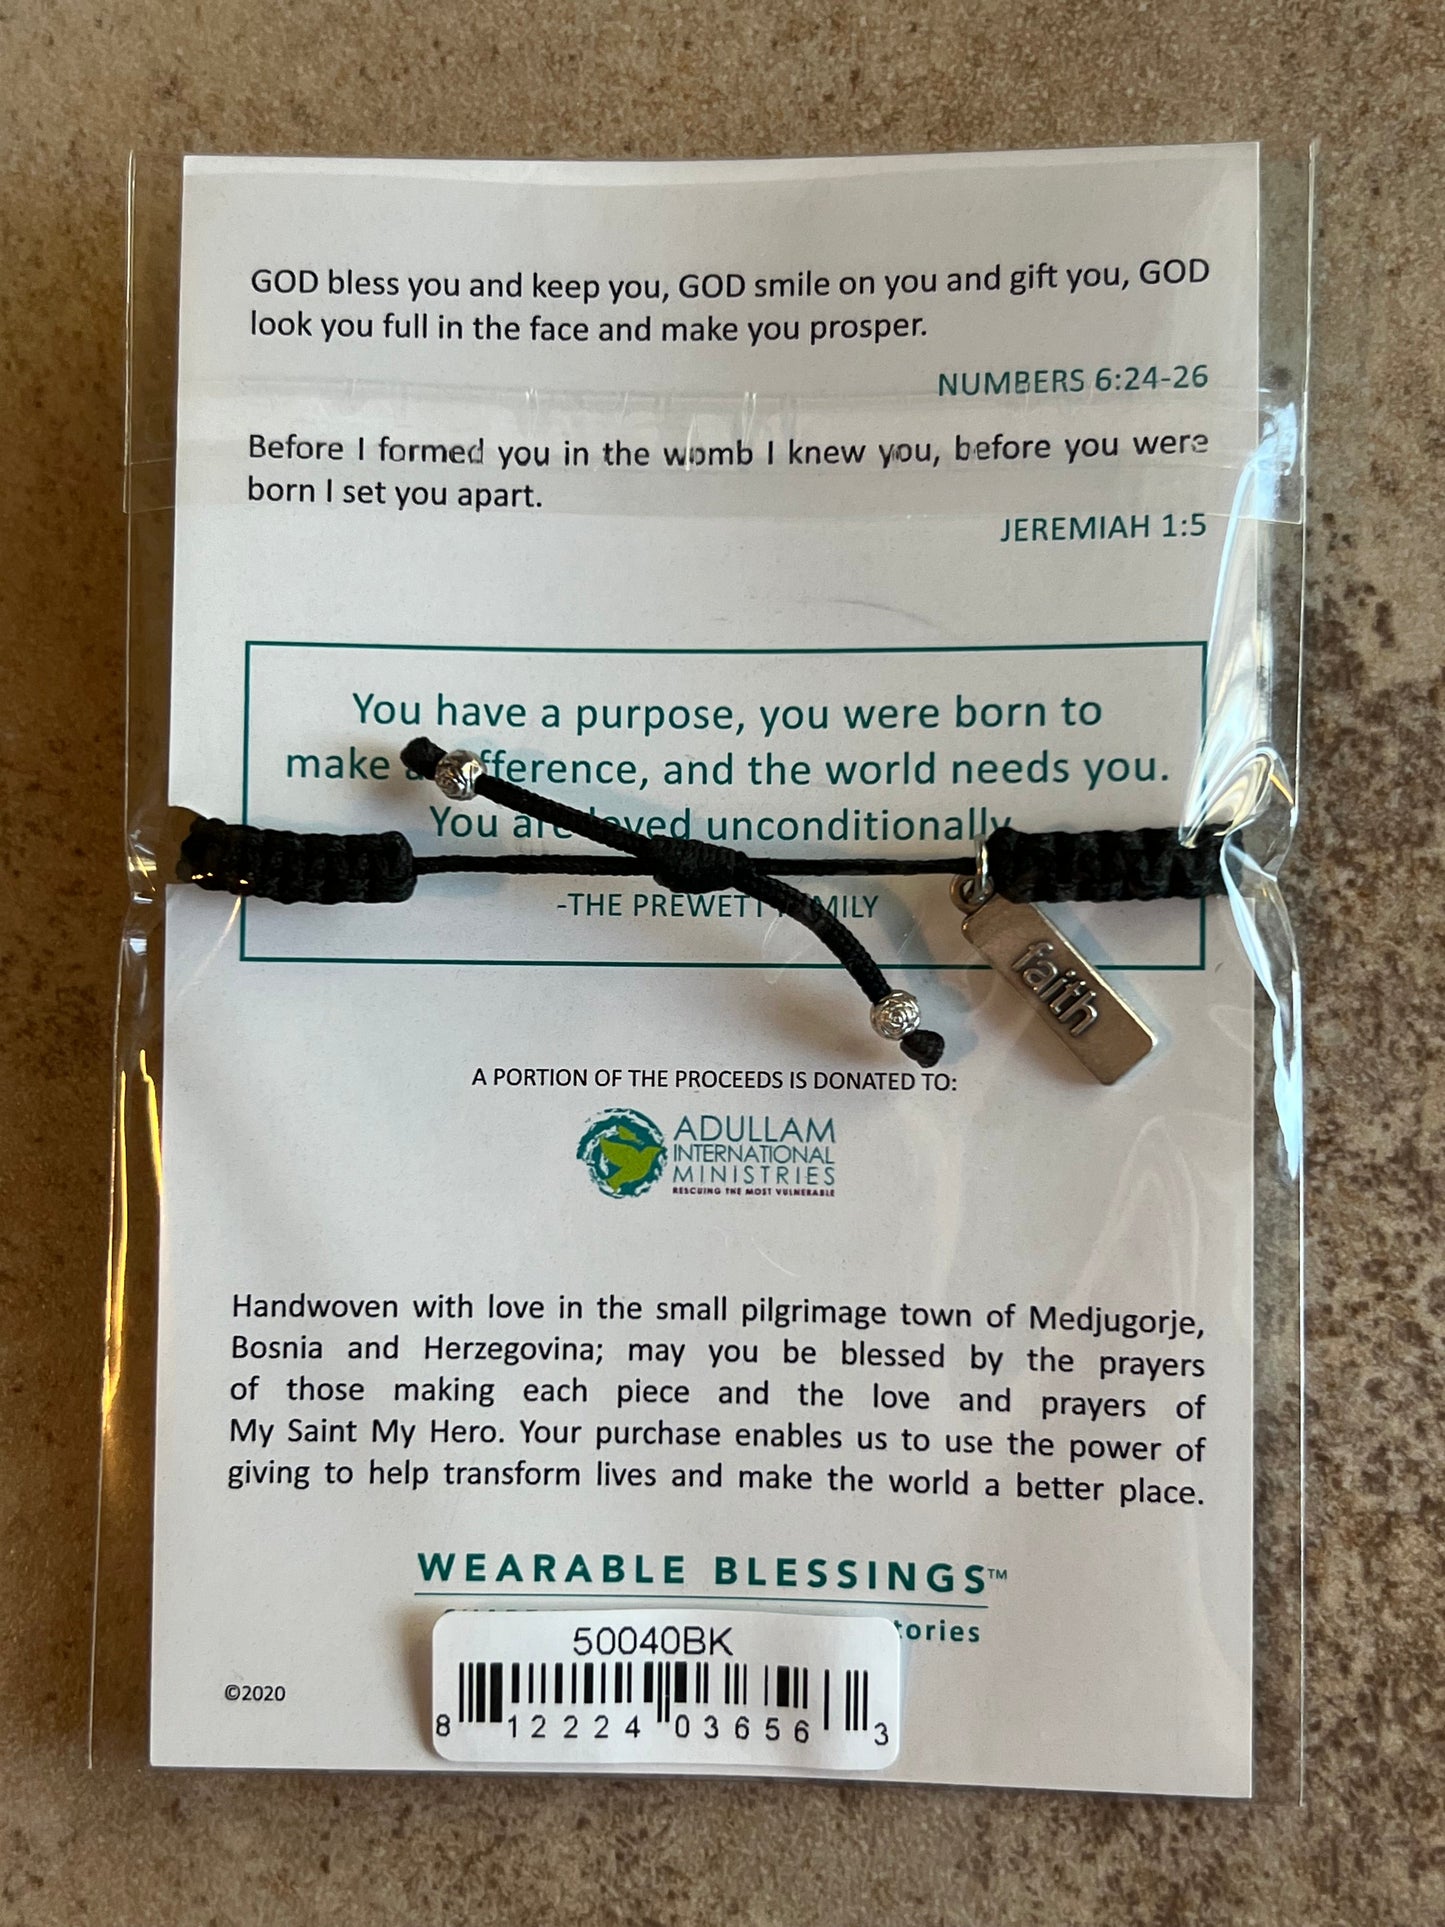 GOD bless you and keep you, GOD smile on you and gift you, GOD
look you full in the face and make you prosper.
NUMBERS 6:24-26
Before I formed you in the womb I knew you, before you were
born I set you apart.
JEREMIAH 1:5
You have a purpose, you were born to
make a difference, and the world needs you.
You are loved unconditionally
-THE PREWETT FAMILY
faith
A PORTION OF THE PROCEEDS IS DONATED TO:
ADULLAM
INTERNATIONAL
MINISTRIES
RESCUING THE MOST VULNERABLE
Handwoven with love in the small pilgrimage town of Medjugorje,
Bosnia and Herzegovina; may you be blessed by the prayers
of those making each piece and the love and prayers of
My Saint My Hero. Your purchase enables us to use the power of
giving to help transform lives and make the world a better place.
WEARABLE BLESSINGS™
tories
50040BK
©2020
8 12224 03656 3